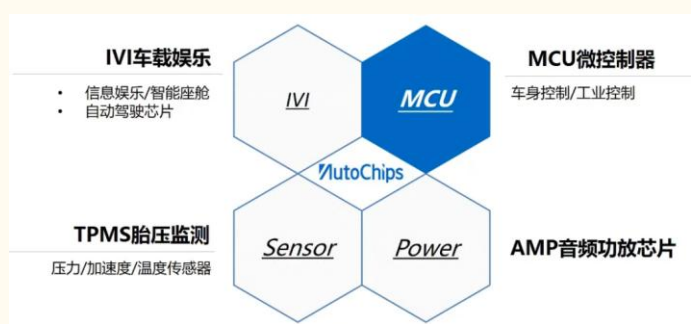 IVI车载娱乐
• 信息娱乐/智能座舱
• 自动驾驶芯片
IVI
MCU
MCU微控制器
车身控制/工业控制
AutoChips
TPMS胎压监测
压力/加速度/温度传感器
Sensor
Power
AMP音频功放芯片